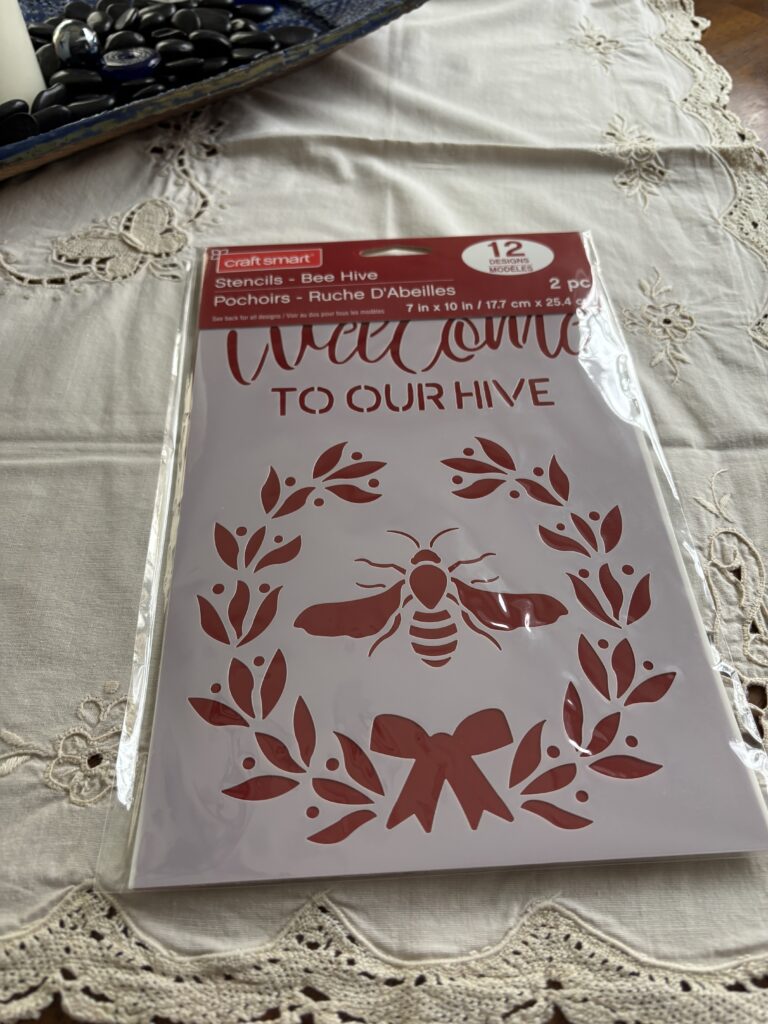 craft smart®
12
DESIGNS
MODÈLES
Stencils - Bee Hive
Pochoirs - Ruche D'Abeilles
2 pc
7 in x 10 in / 17.7 cm x 25.4 c
See back for all designs / Voir au dos pour tous les modèles
Welcome
TO OUR HIVE